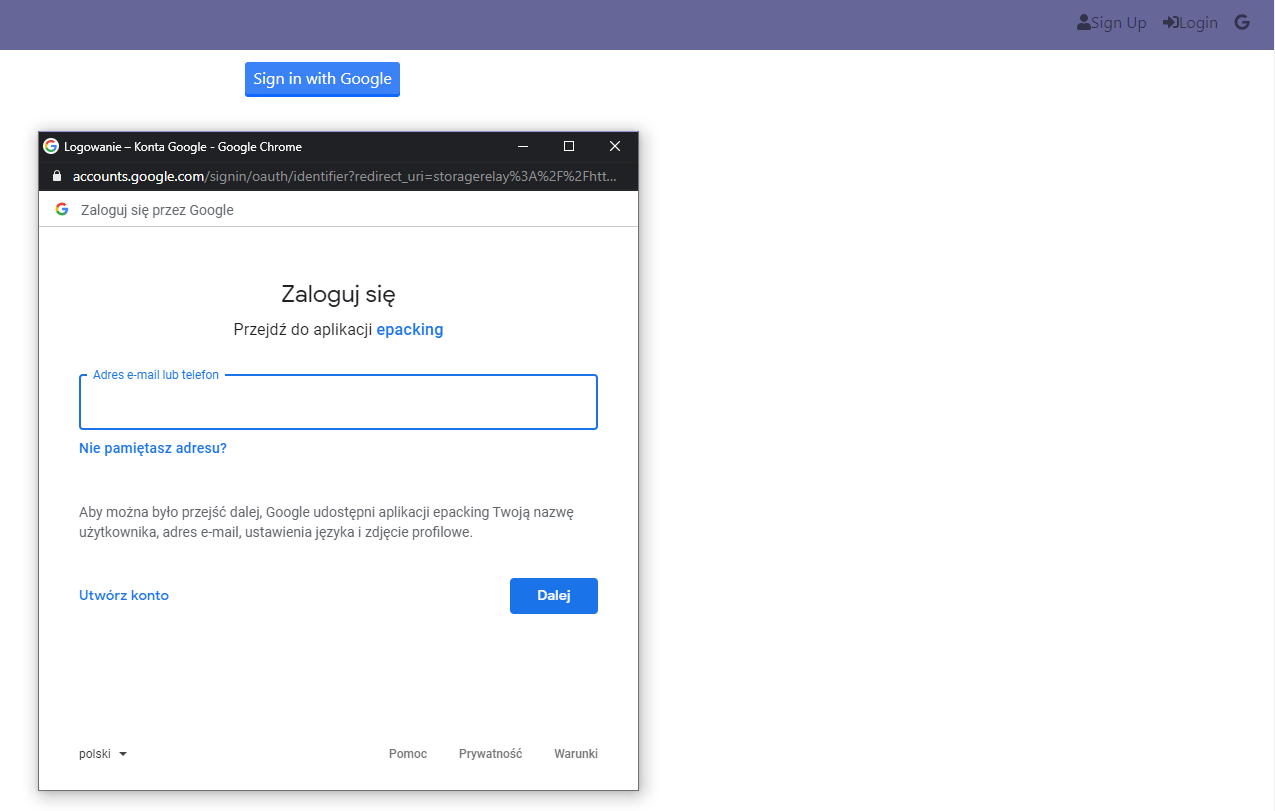 Sign Up Login
Sign in with Google
Logowanie – Konta Google - Google Chrome
accounts.google.com/signin/oauth/identifier?redirect_uri=storagerelay%3A%2F%2Fhtt...
Zaloguj się przez Google
Zaloguj się
Przejdź do aplikacji epacking
Adres e-mail lub telefon
Nie pamiętasz adresu?
Aby można było przejść dalej, Google udostępni aplikacji epacking Twoją nazwę
użytkownika, adres e-mail, ustawienia języka i zdjęcie profilowe.
Utwórz konto Dalej
polski Pomoc Prywatność Warunki